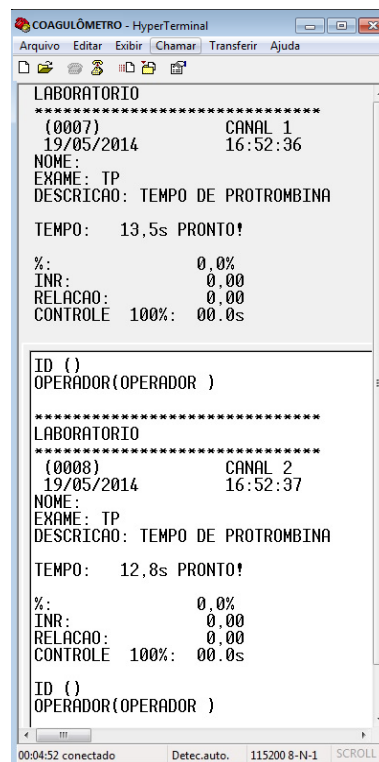 COAGULÔMETRO - HyperTerminal
Arquivo Editar Exibir Chamar Transferir Ajuda
LABORATORIO
******************************
(0007) CANAL 1
19/05/2014 16:52:36
NOME:
EXAME: TP
DESCRICAO: TEMPO DE PROTROMBINA
TEMPO: 13,5s PRONTO!
%: 0,0%
INR: 0,00
RELACAO: 0,00
CONTROLE 100%: 00.0s
ID ()
OPERADOR(OPERADOR )
******************************
LABORATORIO
******************************
(0008) CANAL 2
19/05/2014 16:52:37
NOME:
EXAME: TP
DESCRICAO: TEMPO DE PROTROMBINA
TEMPO: 12,8s PRONTO!
%: 0,0%
INR: 0,00
RELACAO: 0,00
CONTROLE 100%: 00.0s
ID ()
OPERADOR(OPERADOR )
00:04:52 conectado Detec.auto. 115200 8-N-1 SCROLL